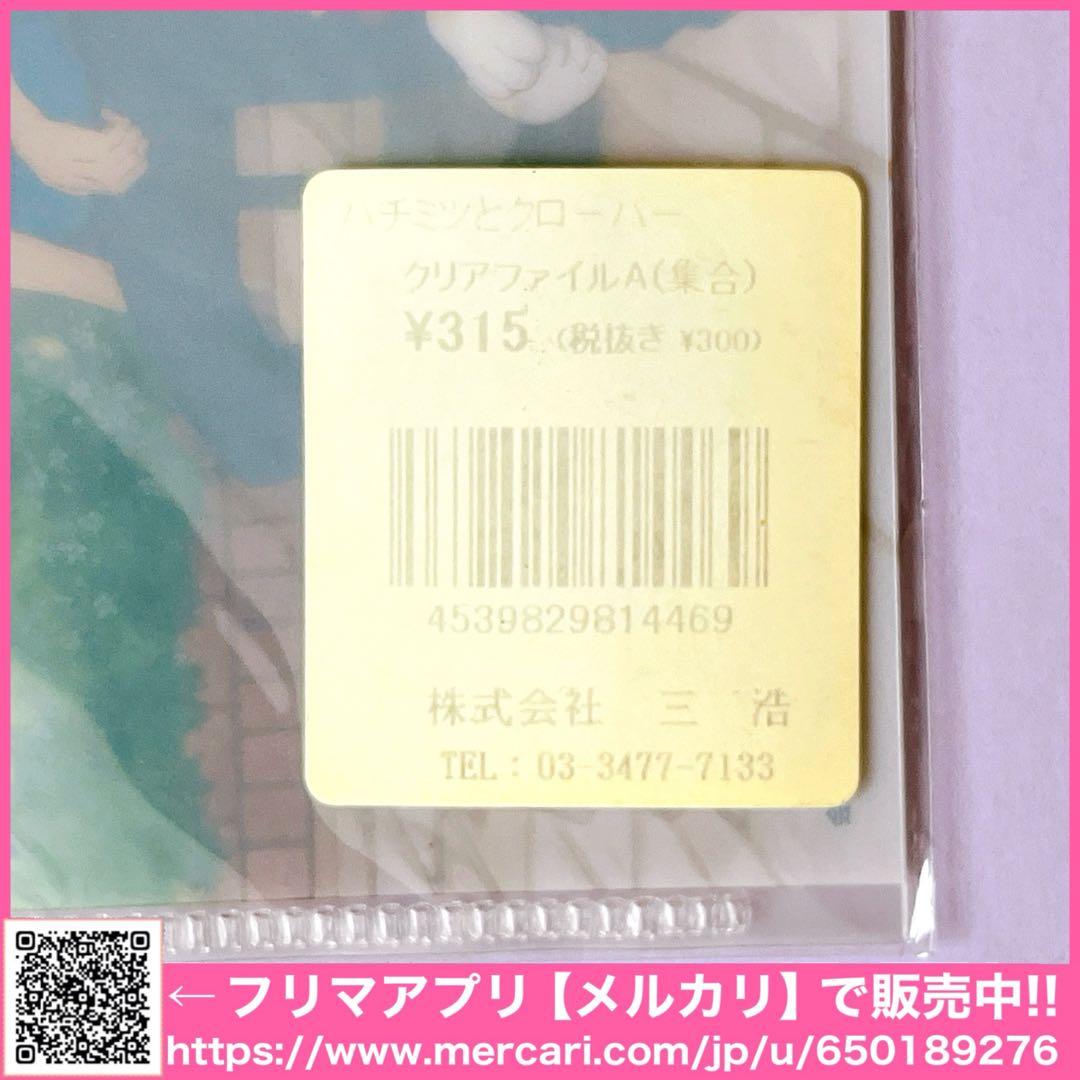 ハチミツとクローバー
クリアファイルA(集合)
¥315 (税抜き ¥300)
4539829814469
株式会社 三 浩
TEL: 03-3477-7133
←フリマアプリ【メルカリ】で販売中!!
https://www.mercari.com/jp/u/650189276